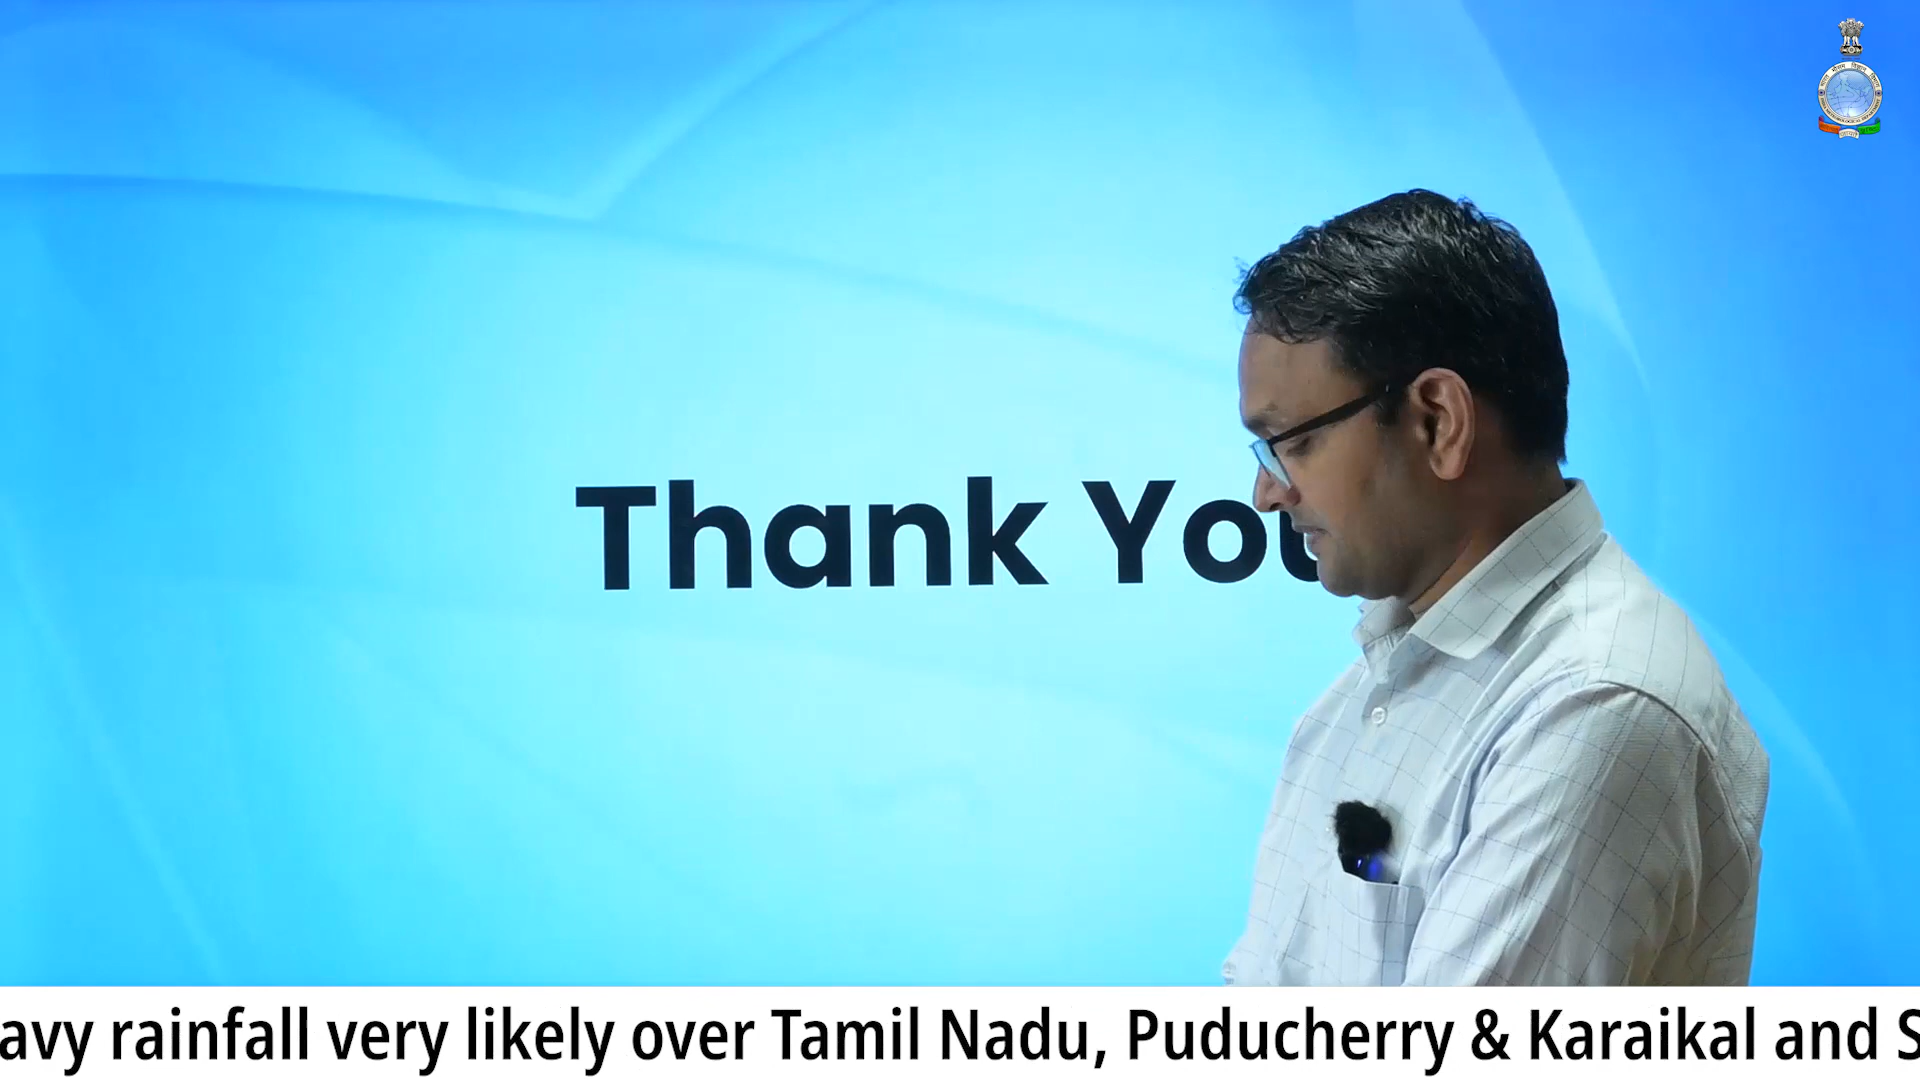 Thank You
avy rainfall very likely over Tamil Nadu, Puducherry & Karaikal and S